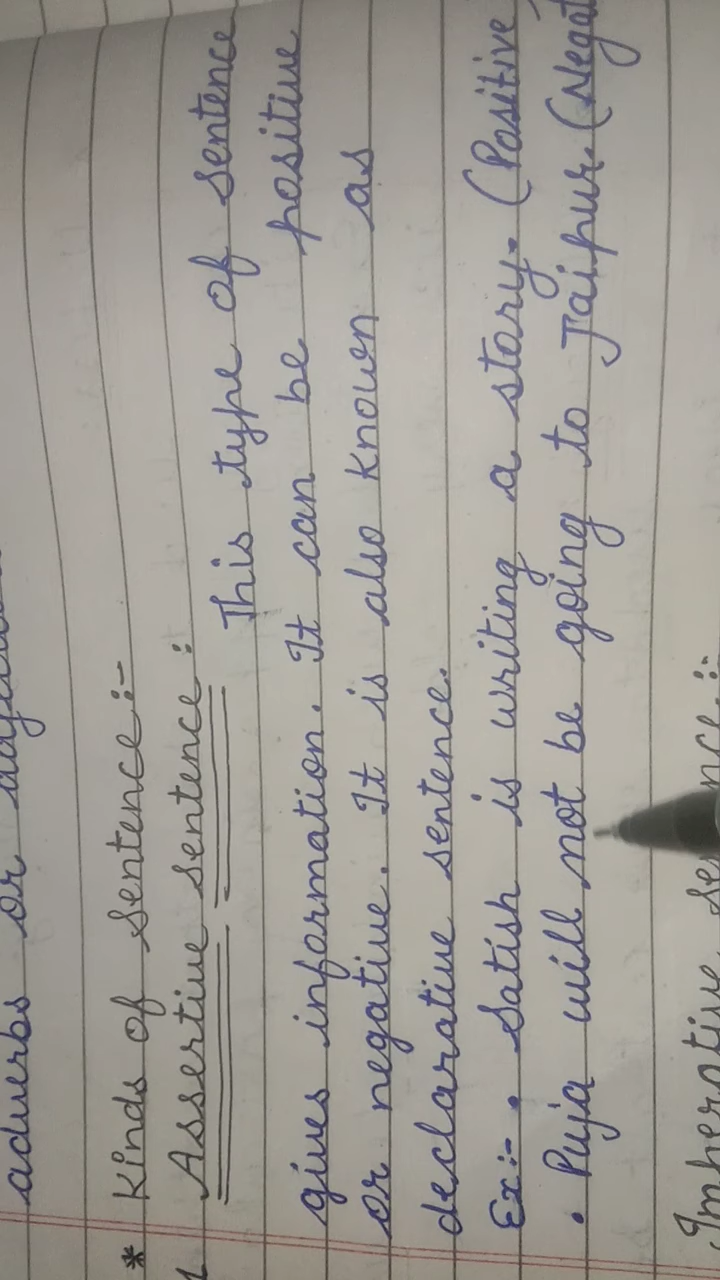 adverbs or
* Kinds of sentence :-
1 Assertive sentence :
This type of sentence
gives information. It can be positive
or negative. It is also known as
declarative sentence.
Ex:- • Satish is writing a story. (Positive
• Puja will not be going to Jaipur. (Negat
Imperative sentence :-